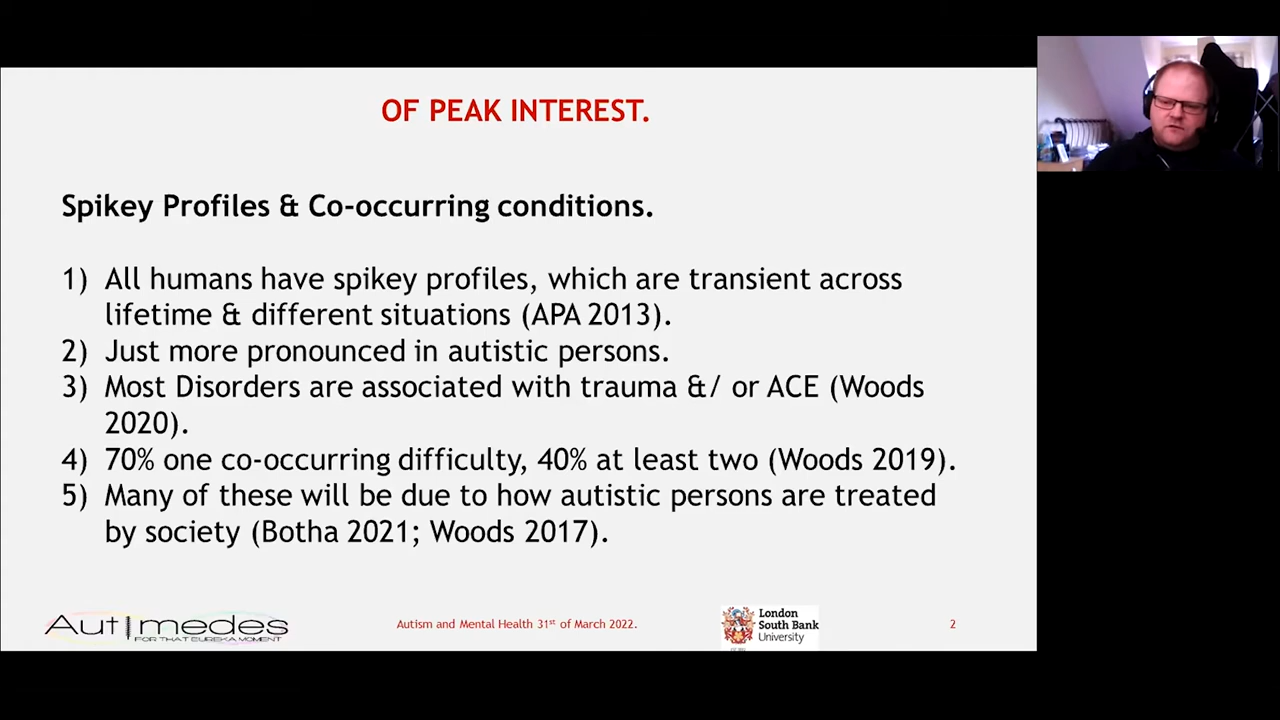 OF PEAK INTEREST.
Spikey Profiles & Co-occurring conditions.
1) All humans have spikey profiles, which are transient across
lifetime & different situations (APA 2013).
2) Just more pronounced in autistic persons.
3) Most Disorders are associated with trauma &/ or ACE (Woods
2020).
4) 70% one co-occurring difficulty, 40% at least two (Woods 2019).
5) Many of these will be due to how autistic persons are treated
by society (Botha 2021; Woods 2017).
Autimedes
FOR THAT EUREKA MOMENT
Autism and Mental Health 31st of March 2022.
London
South Bank
University
2